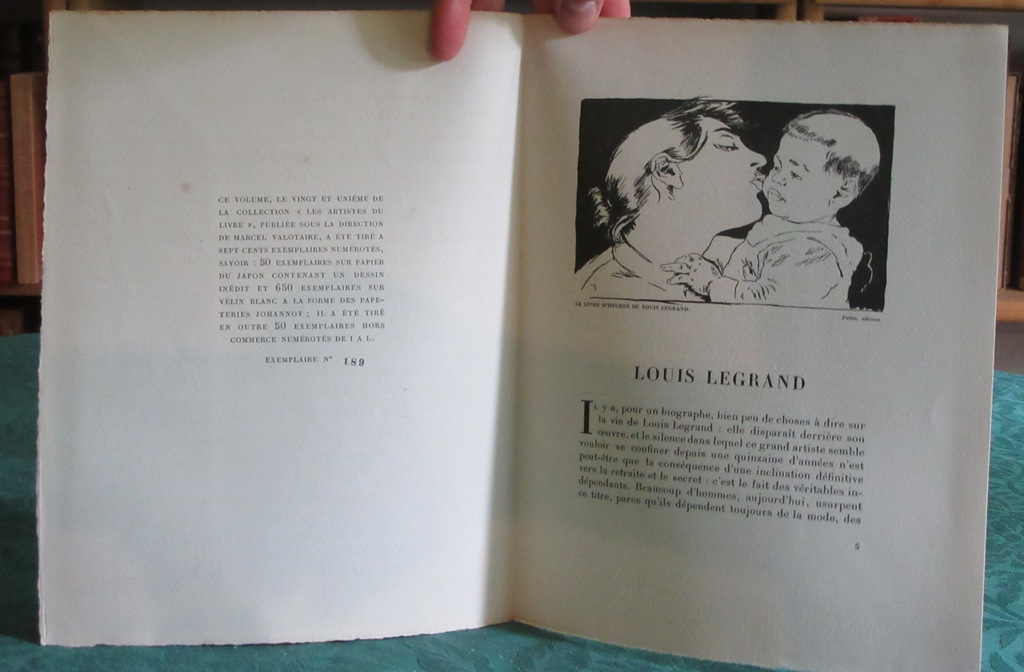 CE VOLUME, LE VINGT ET UNIÈME DE
LA COLLECTION « LES ARTISTES DU
LIVRE », PUBLIÉE SOUS LA DIRECTION
DE MARCEL VALOTAIRE, A ÉTÉ TIRÉ A
SEPT CENTS EXEMPLAIRES NUMÉROTÉS,
SAVOIR : 50 EXEMPLAIRES SUR PAPIER
DU JAPON CONTENANT UN DESSIN
INÉDIT ET 650 EXEMPLAIRES SUR
VÉLIN BLANC A LA FORME DES PAPE-
TERIES JOHANNOT ; IL A ÉTÉ TIRÉ
EN OUTRE 50 EXEMPLAIRES HORS
COMMERCE NUMÉROTÉS DE I A L.
EXEMPLAIRE N° 189
LE LIVRE D'HEURES DE LOUIS LEGRAND
éditeur.
LOUIS LEGRAND
IL y a, pour un biographe, bien peu de choses à dire sur
la vie de Louis Legrand : elle disparaît derrière son
œuvre, et le silence dans lequel ce grand artiste semble
vouloir se confiner depuis une quinzaine d'années n'est
peut-être que la conséquence d'une inclination définitive
vers la retraite et le secret : c'est le fait des véritables in-
dépendants. Beaucoup d'hommes, aujourd'hui, usurpent
ce titre, parce qu'ils dépendent toujours de la mode, des
5